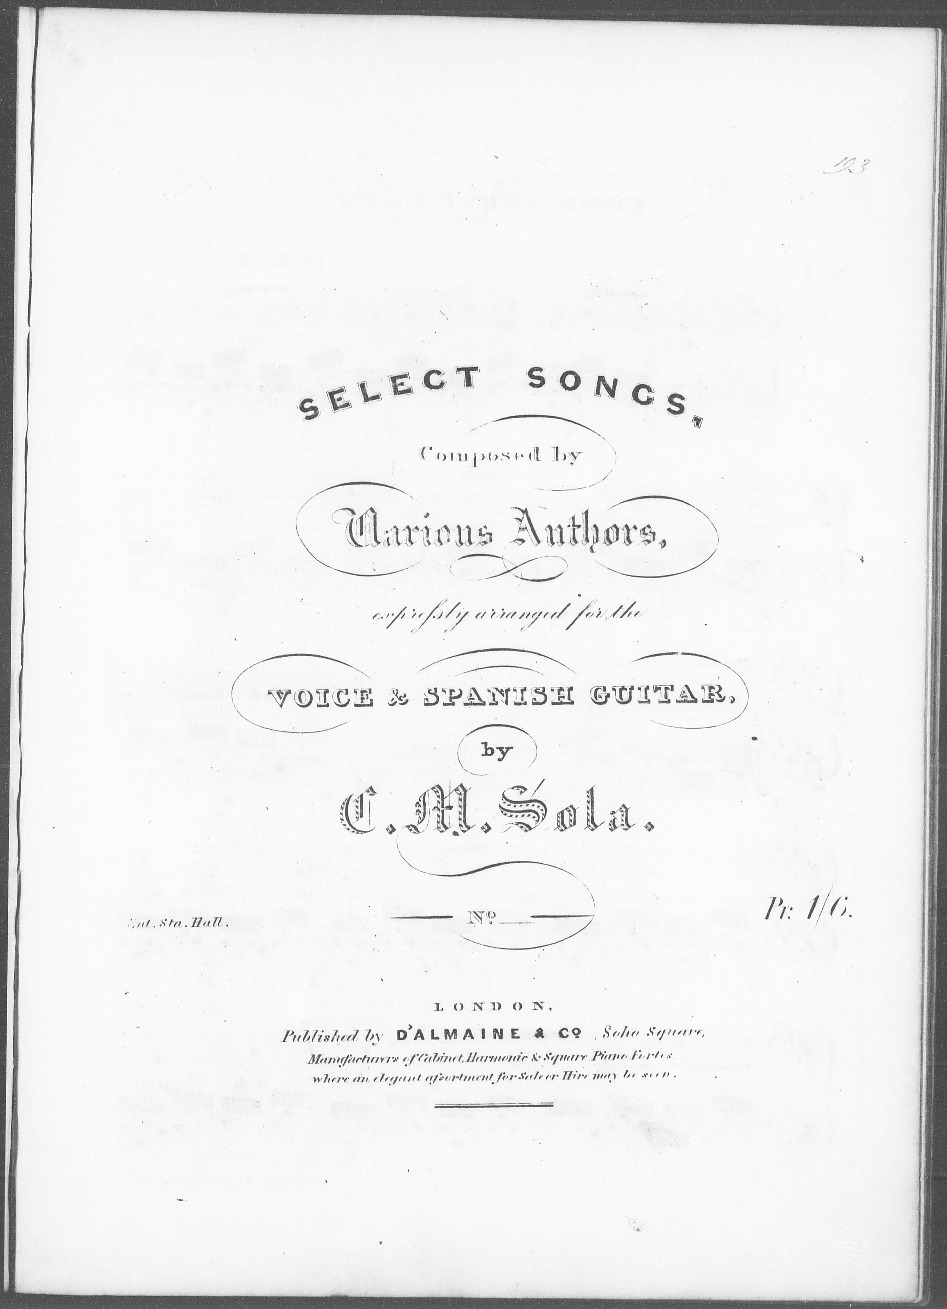 193
SELECT SONGS,
Composed by
Various Authors,
expressly arranged for the
VOICE & SPANISH GUITAR,
by
C. M. Sola.
Nº
Ent. Sta. Hall.
Pr: 1/6.
LONDON,
Published by D'ALMAINE & Cº, Soho Square,
Manufacturers of Cabinet, Harmonic & Square Piano Fortes
where an elegant assortment for Sale or Hire may be seen.